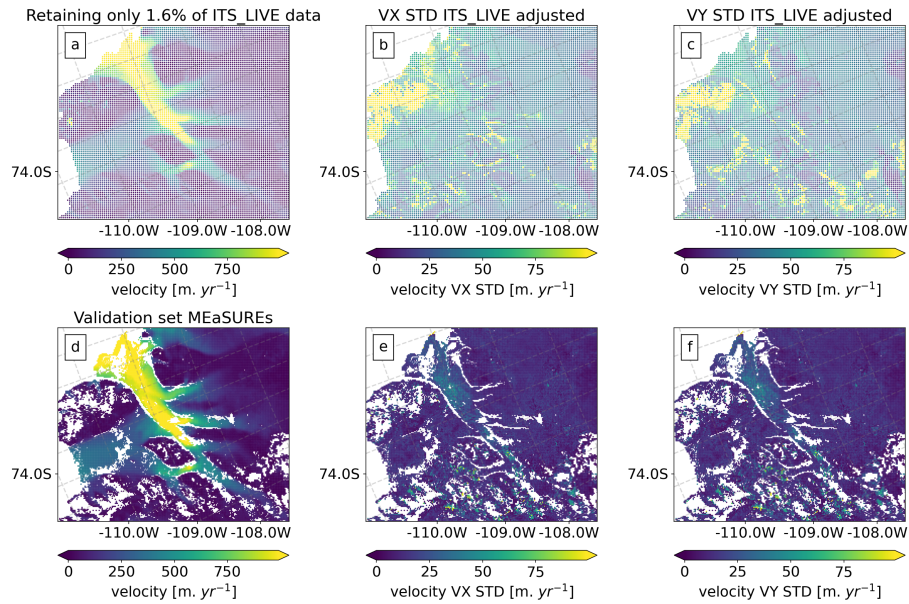 Retaining only 1.6% of ITS_LIVE data
VX STD ITS_LIVE adjusted
VY STD ITS_LIVE adjusted
a
b
c
74.0S
74.0S
74.0S
-110.0W -109.0W -108.0W
-110.0W -109.0W -108.0W
-110.0W -109.0W -108.0W
0 250 500 750
0 25 50 75
0 25 50 75
velocity [m. yr⁻¹]
velocity VX STD [m. yr⁻¹]
velocity VY STD [m. yr⁻¹]
Validation set MEaSUREs
d
e
f
74.0S
74.0S
74.0S
-110.0W -109.0W -108.0W
-110.0W -109.0W -108.0W
-110.0W -109.0W -108.0W
0 250 500 750
0 25 50 75
0 25 50 75
velocity [m. yr⁻¹]
velocity VX STD [m. yr⁻¹]
velocity VY STD [m. yr⁻¹]